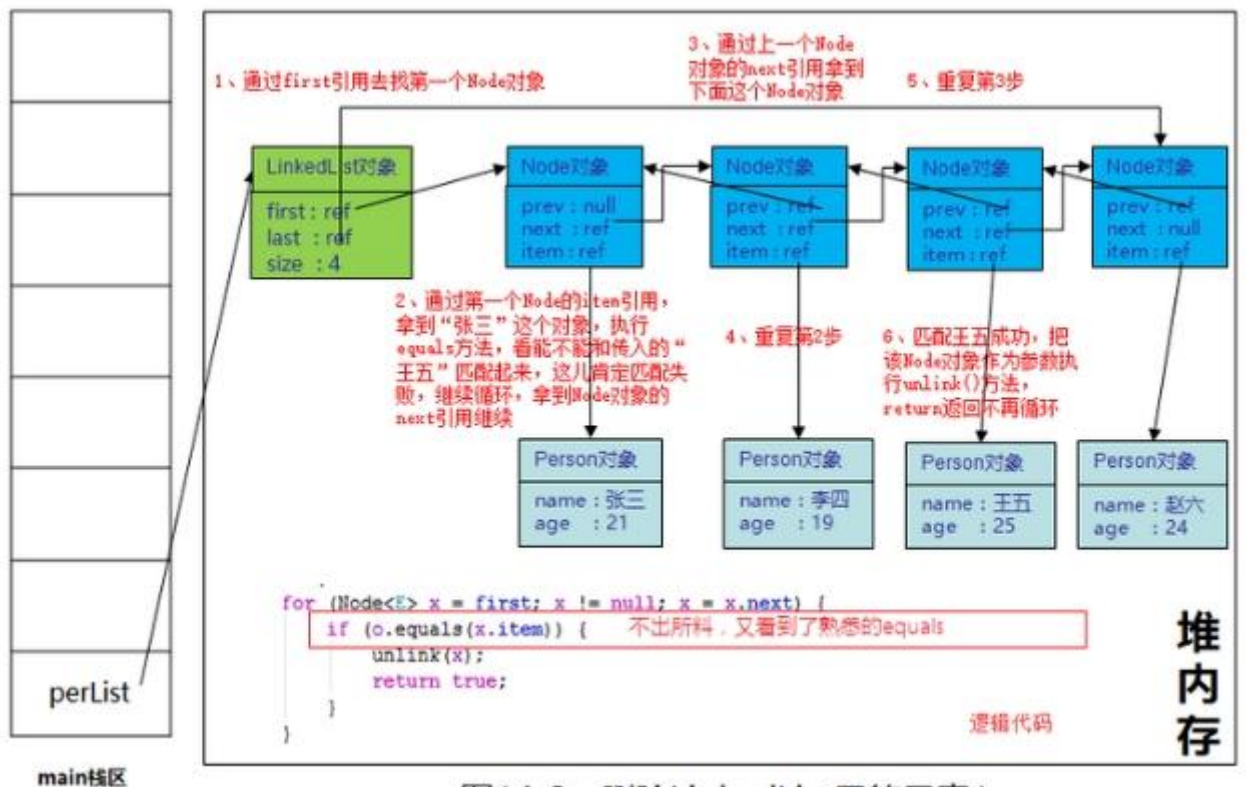 3、通过上一个Node
对象的next引用拿到
下面这个Node对象
1、通过first引用去找第一个Node对象
5、重复第3步
LinkedList对象
first：ref
last ：ref
size ：4
Node对象
prev：null
next ：ref
item：ref
Node对象
prev：ref
next ：ref
item：ref
Node对象
prev：ref
next ：ref
item：ref
Node对象
prev：ref
next ：null
item：ref
2、通过第一个Node的item引用，
拿到“张三”这个对象，执行
equals方法，看能不能和传入的“
王五”匹配起来，这儿肯定匹配失
败，继续循环，拿到Node对象的
next引用继续
4、重复第2步
6、匹配王五成功，把
该Node对象作为参数执
行unlink()方法，
return返回不再循环
Person对象
name：张三
age ：21
Person对象
name：李四
age ：19
Person对象
name：王五
age ：25
Person对象
name：赵六
age ：24
for (Node<E> x = first; x != null; x = x.next) {
if (o.equals(x.item)) { 不出所料，又看到了熟悉的equals
unlink(x);
return true;
}
}
逻辑代码
堆内存
perList
main栈区